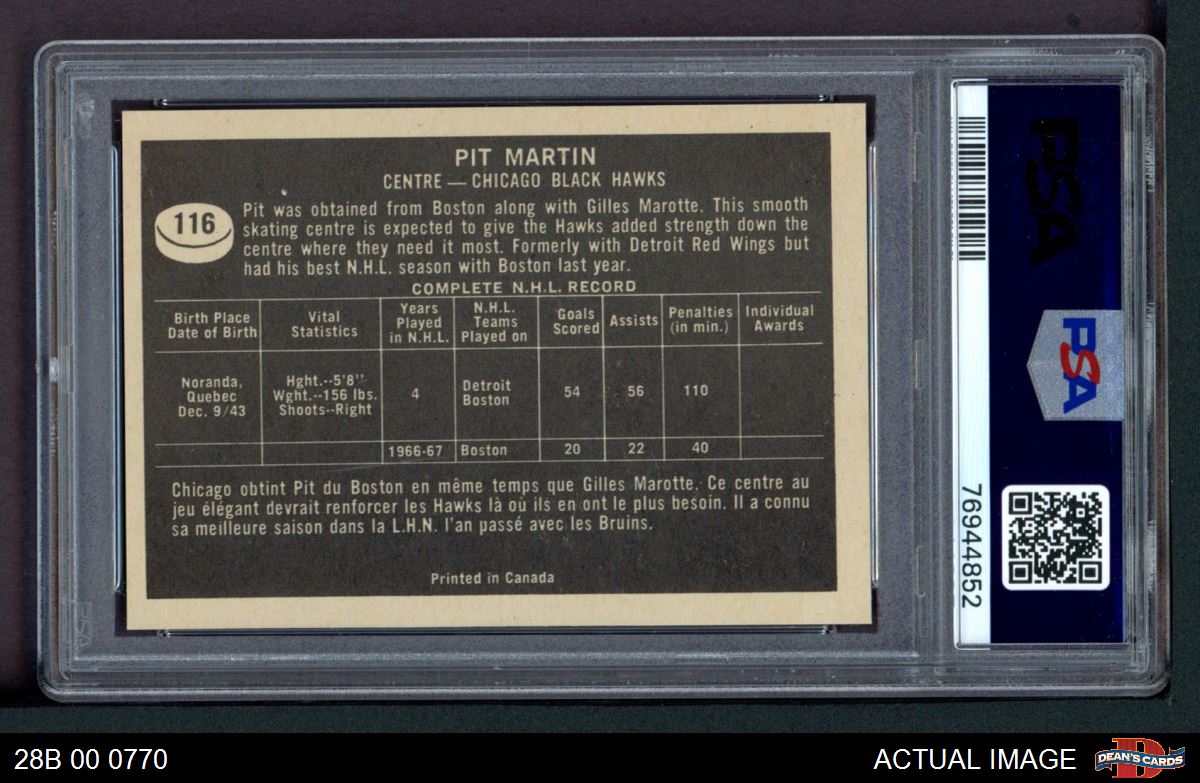 PIT MARTIN
CENTRE — CHICAGO BLACK HAWKS
116
Pit was obtained from Boston along with Gilles Marotte. This smooth
skating centre is expected to give the Hawks added strength down the
centre where they need it most. Formerly with Detroit Red Wings but
had his best N.H.L. season with Boston last year.
COMPLETE N.H.L. RECORD
Birth Place
Date of Birth
Vital
Statistics
Years
Played
in N.H.L.
N.H.L.
Teams
Played on
Goals
Scored
Assists
Penalties
(in min.)
Individual
Awards
Noranda,
Quebec
Dec. 9/43
Hght.--5'8"
Wght.--156 lbs.
Shoots--Right
4
Detroit
Boston
54
56
110
1966-67
Boston
20
22
40
Chicago obtint Pit du Boston en même temps que Gilles Marotte. Ce centre au
jeu élégant devrait renforcer les Hawks là où ils en ont le plus besoin. Il a connu
sa meilleure saison dans la L.H.N. l'an passé avec les Bruins.
Printed in Canada
PSA
PSA
76944852
28B 00 0770
ACTUAL IMAGE
DEAN'S CARDS